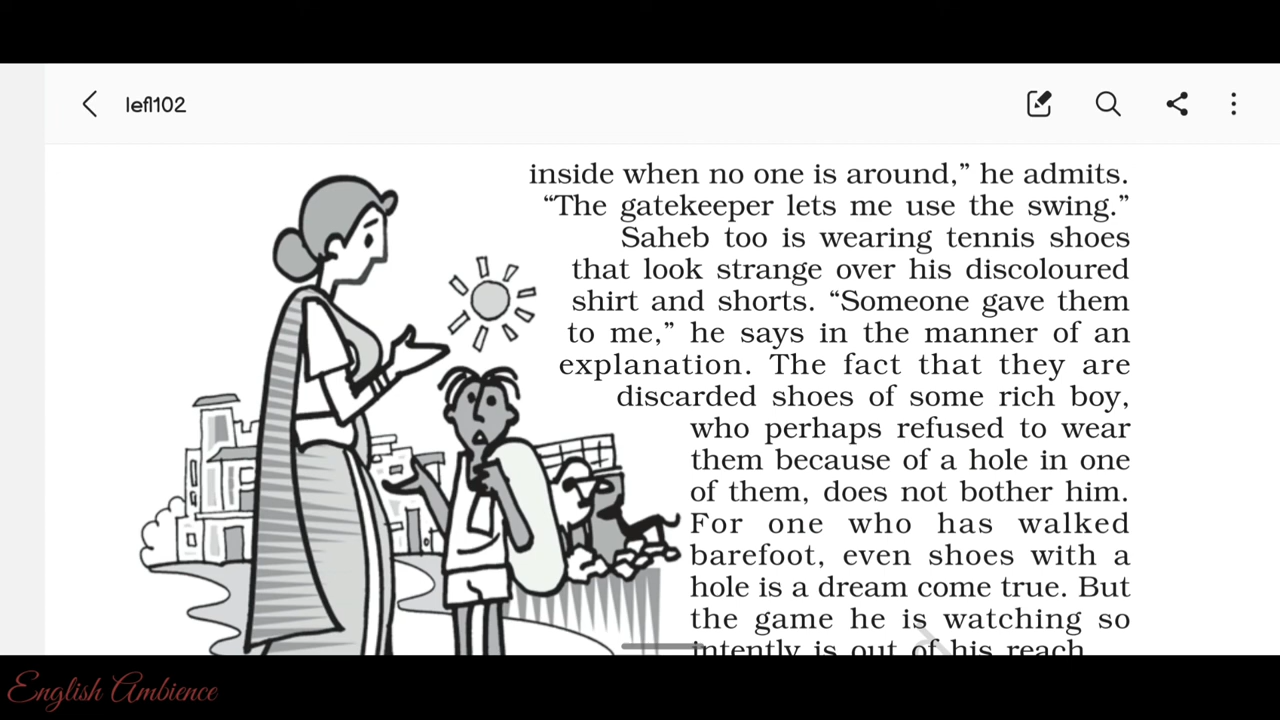 lefl102
inside when no one is around,” he admits.
“The gatekeeper lets me use the swing.”
Saheb too is wearing tennis shoes
that look strange over his discoloured
shirt and shorts. “Someone gave them
to me,” he says in the manner of an
explanation. The fact that they are
discarded shoes of some rich boy,
who perhaps refused to wear
them because of a hole in one
of them, does not bother him.
For one who has walked
barefoot, even shoes with a
hole is a dream come true. But
the game he is watching so
intently is out of his reach.
English Ambience